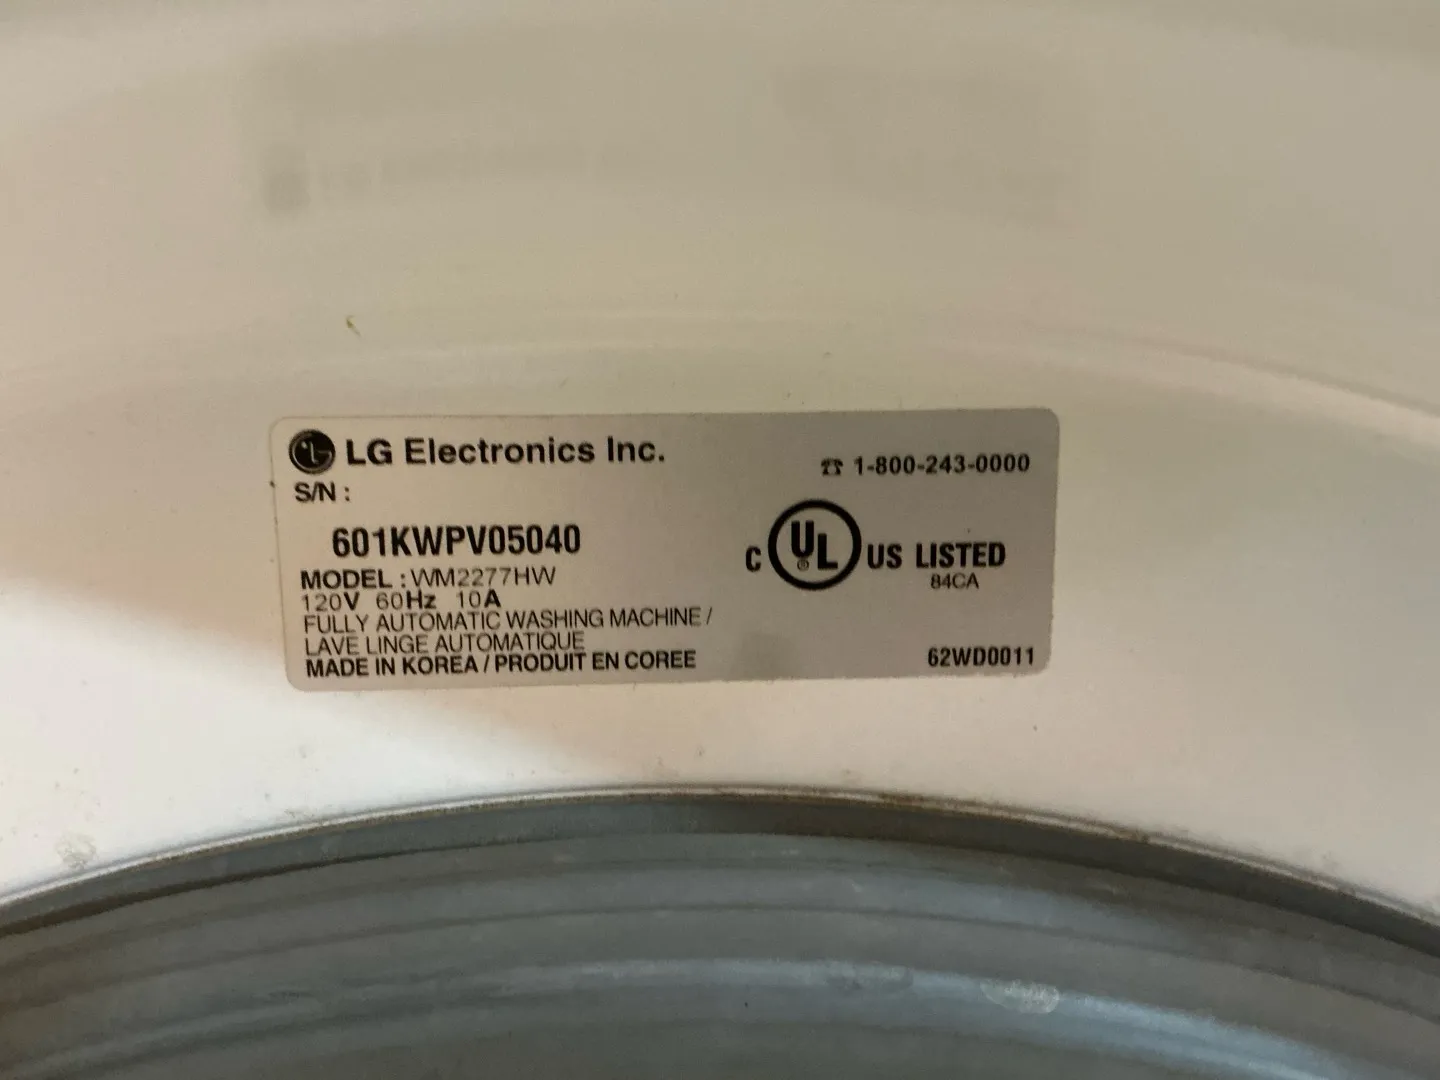 LG Electronics Inc.
☎ 1-800-243-0000
S/N :
601KWPV05040
C UL ® US LISTED
84CA
MODEL : WM2277HW
120V 60Hz 10A
FULLY AUTOMATIC WASHING MACHINE /
LAVE LINGE AUTOMATIQUE
MADE IN KOREA / PRODUIT EN COREE
62WD0011